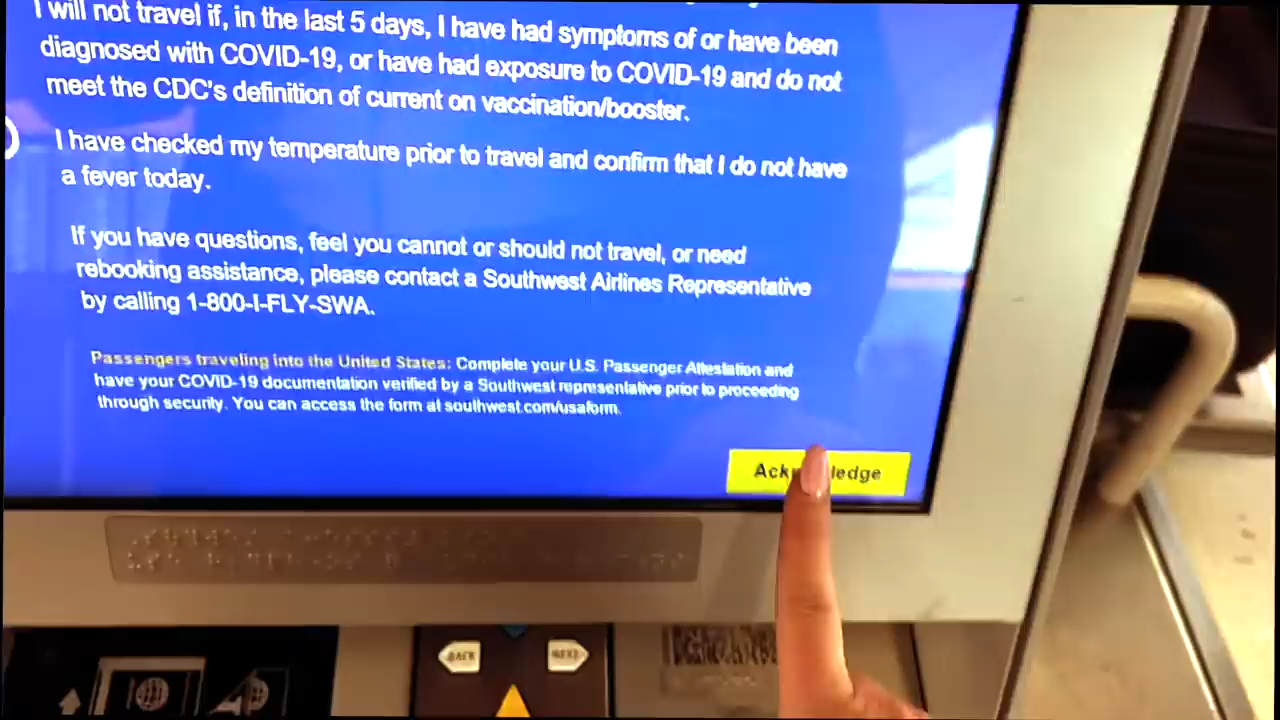 I will not travel if, in the last 5 days, I have had symptoms of or have been
diagnosed with COVID-19, or have had exposure to COVID-19 and do not
meet the CDC's definition of current on vaccination/booster.
I have checked my temperature prior to travel and confirm that I do not have
a fever today.
If you have questions, feel you cannot or should not travel, or need
rebooking assistance, please contact a Southwest Airlines Representative
by calling 1-800-I-FLY-SWA.
Passengers traveling into the United States: Complete your U.S. Passenger Attestation and
have your COVID-19 documentation verified by a Southwest representative prior to proceeding
through security. You can access the form at southwest.com/usaform.
Acknowledge
BACK
NEXT